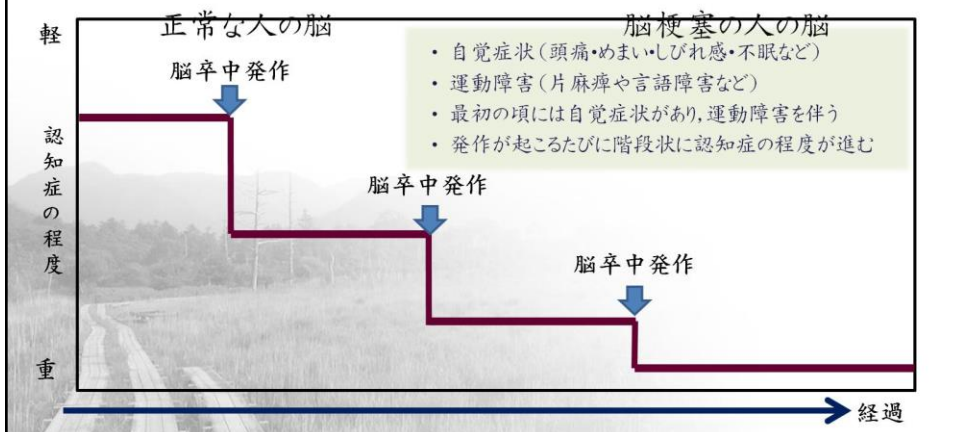 正常な人の脳
脳梗塞の人の脳
軽
脳卒中発作
・自覚症状(頭痛・めまい・しびれ感・不眠など)
・運動障害(片麻痺や言語障害など)
・最初の頃には自覚症状があり,運動障害を伴う
・発作が起こるたびに階段状に認知症の程度が進む
認知症の程度
脳卒中発作
脳卒中発作
重
経過